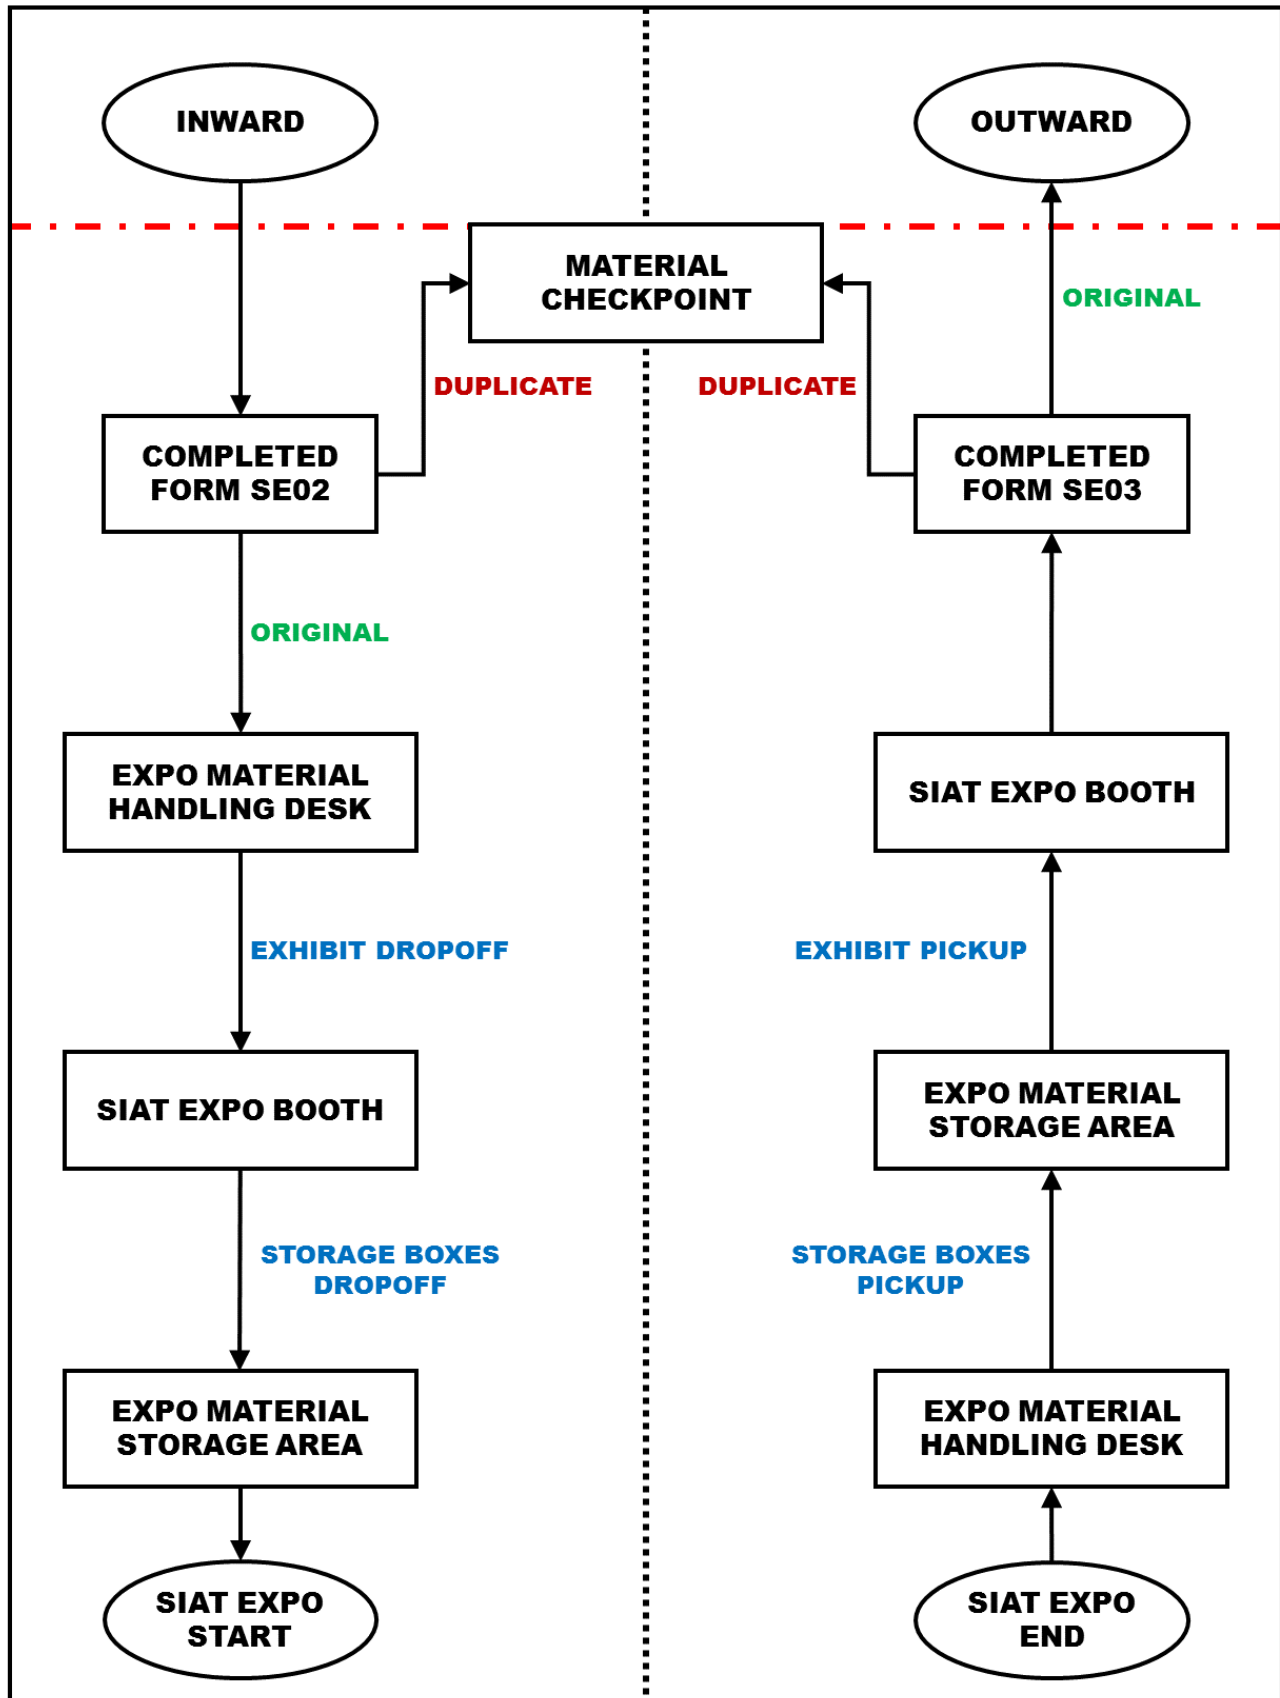 INWARD
OUTWARD
MATERIAL
CHECKPOINT
ORIGINAL
DUPLICATE
DUPLICATE
COMPLETED
FORM SE02
COMPLETED
FORM SE03
ORIGINAL
EXPO MATERIAL
HANDLING DESK
SIAT EXPO BOOTH
EXHIBIT DROPOFF
EXHIBIT PICKUP
SIAT EXPO BOOTH
EXPO MATERIAL
STORAGE AREA
STORAGE BOXES
DROPOFF
STORAGE BOXES
PICKUP
EXPO MATERIAL
STORAGE AREA
EXPO MATERIAL
HANDLING DESK
SIAT EXPO
START
SIAT EXPO
END